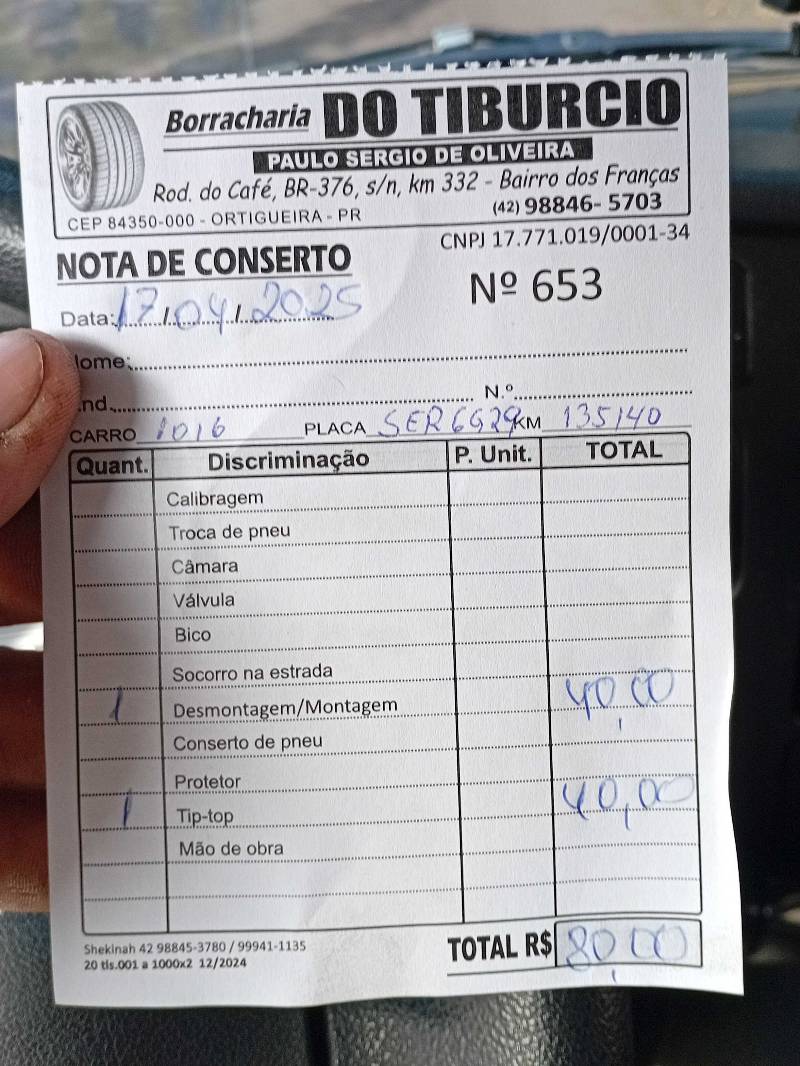 Borracharia DO TIBURCIO
PAULO SERGIO DE OLIVEIRA
Rod. do Café, BR-376, s/n, km 332 - Bairro dos Franças
CEP 84350-000 - ORTIGUEIRA - PR (42) 98846-5703
CNPJ 17.771.019/0001-34
NOTA DE CONSERTO
Nº 653
Data: 17/04/2025
ome:
nd. N.º
CARRO 1016 PLACA SER6G29 KM 135140
Quant. Discriminação P. Unit. TOTAL
Calibragem
Troca de pneu
Câmara
Válvula
Bico
Socorro na estrada
1 Desmontagem/Montagem 40,00
Conserto de pneu
Protetor
1 Tip-top 40,00
Mão de obra
TOTAL R$ 80,00
Shekinah 42 98845-3780 / 99941-1135
20 tls.001 a 1000x2 12/2024